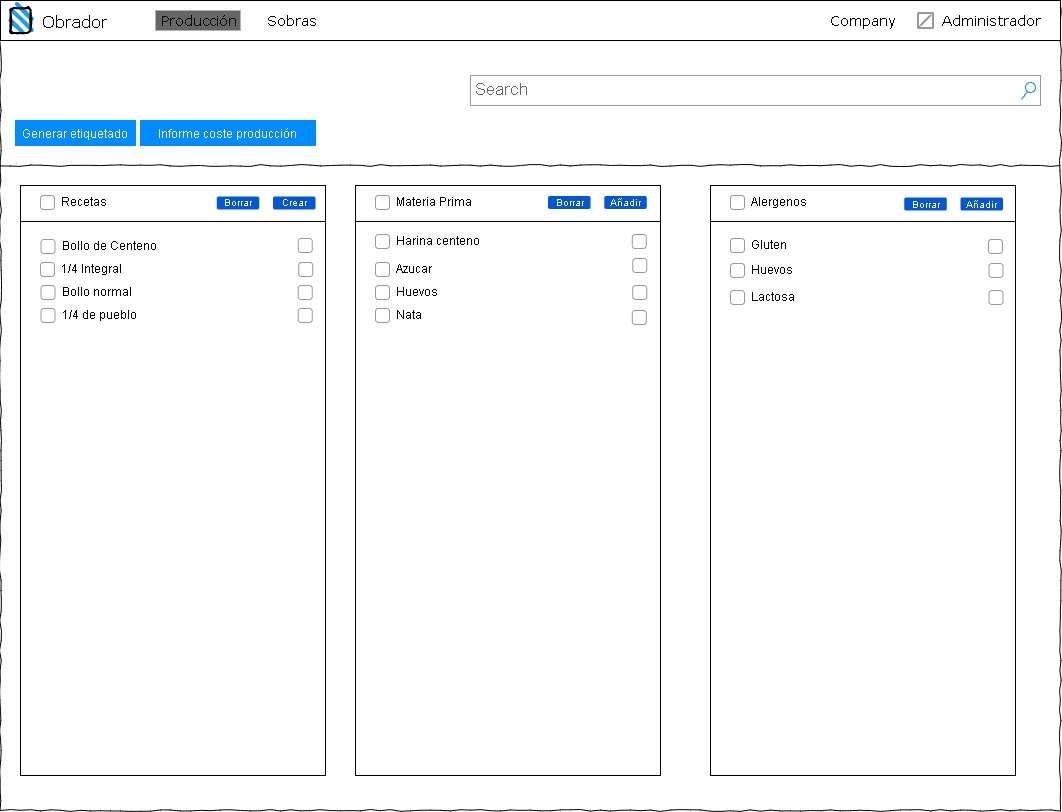 Obrador Producción Sobras Company Administrador
Search
Generar etiquetado Informe coste producción
Recetas Borrar Crear
Bollo de Centeno
1/4 Integral
Bollo normal
1/4 de pueblo
Materia Prima Borrar Añadir
Harina centeno
Azucar
Huevos
Nata
Alergenos Borrar Añadir
Gluten
Huevos
Lactosa